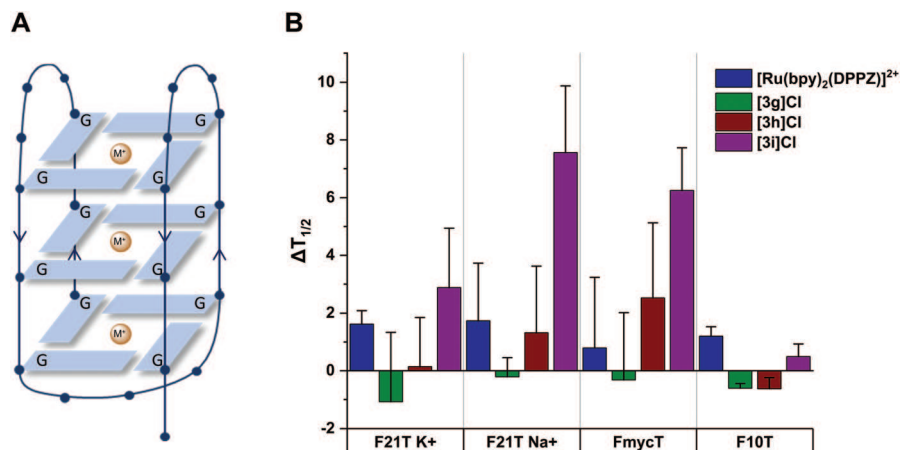 A
G
G
M⁺
G
G
G
G
M⁺
G
G
G
G
M⁺
G
G
B
ΔT1/2
10
8
6
4
2
0
-2
[Ru(bpy)2(DPPZ)]2+
[3g]Cl
[3h]Cl
[3i]Cl
F21T K+
F21T Na+
FmycT
F10T